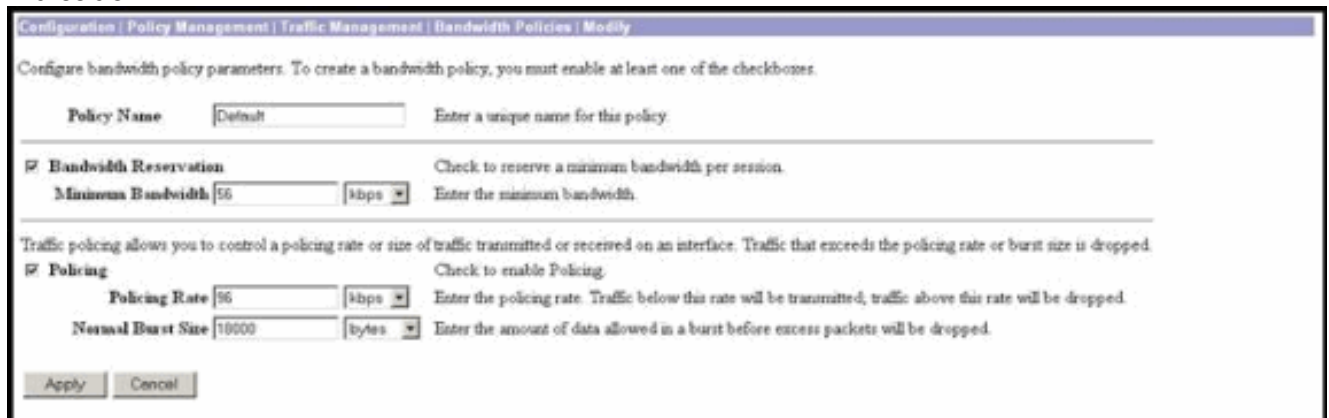 Configuration | Policy Management | Traffic Management | Bandwidth Policies | Modify
Configure bandwidth policy parameters. To create a bandwidth policy, you must enable at least one of the checkboxes.
Policy Name Default Enter a unique name for this policy.
Bandwidth Reservation Check to reserve a minimum bandwidth per session.
Minimum Bandwidth 56 kbps Enter the minimum bandwidth.
Traffic policing allows you to control a policing rate or size of traffic transmitted or received on an interface. Traffic that exceeds the policing rate or burst size is dropped.
Policing Check to enable Policing.
Policing Rate 96 kbps Enter the policing rate. Traffic below this rate will be transmitted, traffic above this rate will be dropped.
Normal Burst Size 18000 bytes Enter the amount of data allowed in a burst before excess packets will be dropped.
Apply Cancel